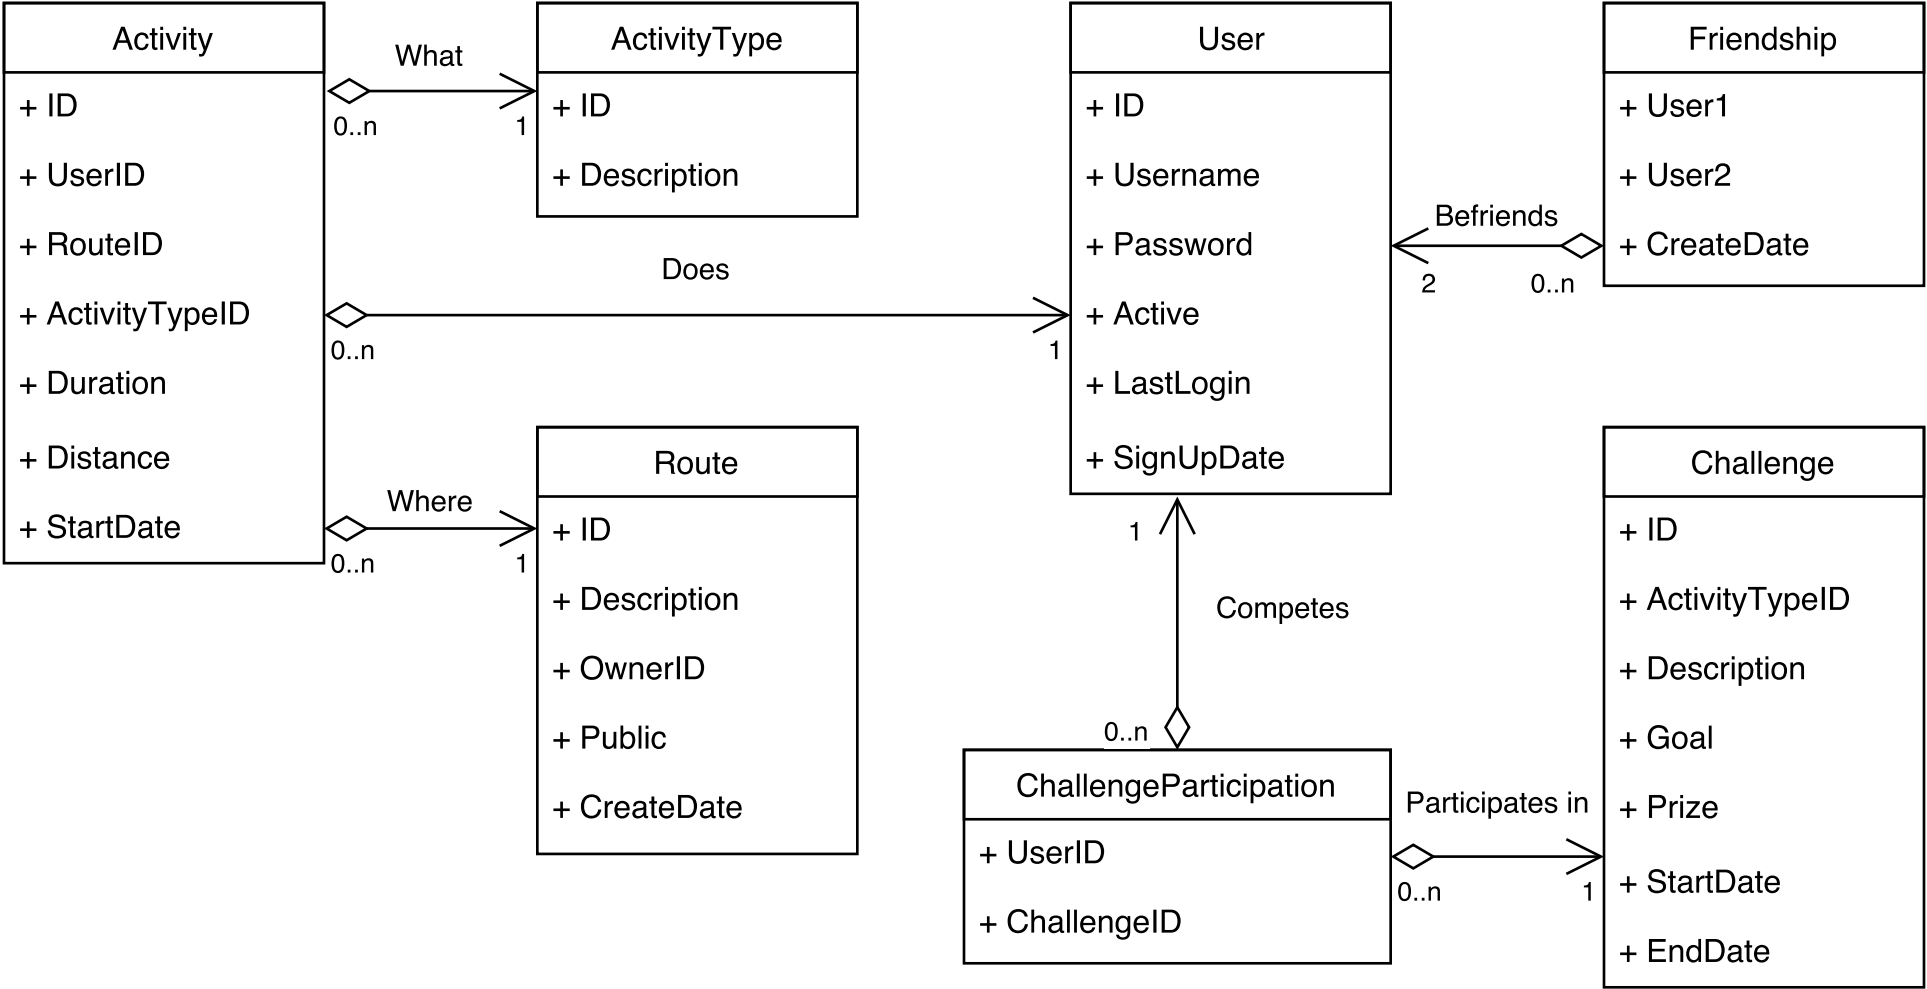 Activity
+ ID
+ UserID
+ RouteID
+ ActivityTypeID
+ Duration
+ Distance
+ StartDate
What
0..n
1
ActivityType
+ ID
+ Description
Does
0..n
1
Where
0..n
1
Route
+ ID
+ Description
+ OwnerID
+ Public
+ CreateDate
User
+ ID
+ Username
+ Password
+ Active
+ LastLogin
+ SignUpDate
Befriends
2
0..n
Friendship
+ User1
+ User2
+ CreateDate
1
Competes
0..n
ChallengeParticipation
+ UserID
+ ChallengeID
Participates in
0..n
1
Challenge
+ ID
+ ActivityTypeID
+ Description
+ Goal
+ Prize
+ StartDate
+ EndDate